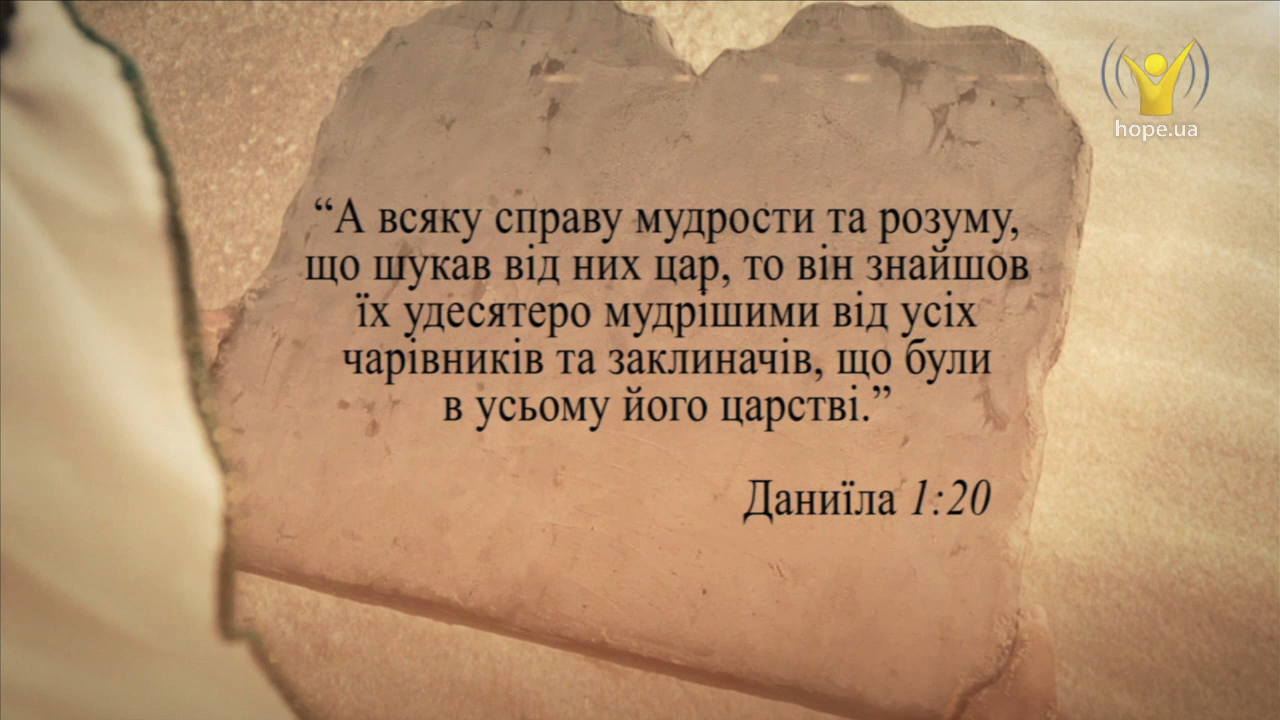 hope.ua
“А всяку справу мудрости та розуму,
що шукав від них цар, то він знайшов
їх удесятеро мудрішими від усіх
чарівників та заклиначів, що були
в усьому його царстві.”
Даниїла 1:20